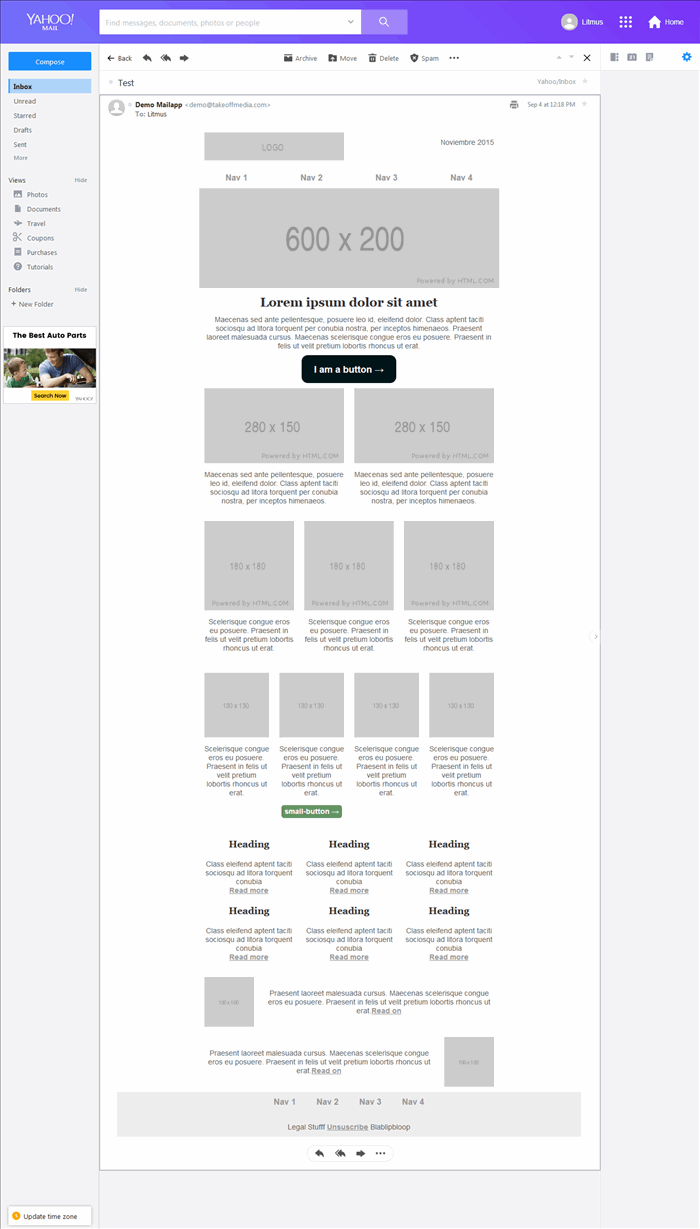 YAHOO!
MAIL
Find messages, documents, photos or people
Litmus
Home
Compose
Inbox
Unread
Starred
Drafts
Sent
More
Views Hide
Photos
Documents
Travel
Coupons
Purchases
Tutorials
Folders Hide
+ New Folder
The Best Auto Parts
Search Now
YAHOO!
Update time zone
Back Archive Move Delete Spam
Test Yahoo/Inbox
Demo Mailapp <demo@takeoffmedia.com> Sep 4 at 12:18 PM
To: Litmus
LOGO Noviembre 2015
Nav 1 Nav 2 Nav 3 Nav 4
600 x 200
Powered by HTML.COM
Lorem ipsum dolor sit amet
Maecenas sed ante pellentesque, posuere leo id, eleifend dolor. Class aptent taciti
sociosqu ad litora torquent per conubia nostra, per inceptos himenaeos. Praesent
laoreet malesuada cursus. Maecenas scelerisque congue eros eu posuere. Praesent in
felis ut velit pretium lobortis rhoncus ut erat.
I am a button →
280 x 150
Powered by HTML.COM
Maecenas sed ante pellentesque, posuere
leo id, eleifend dolor. Class aptent taciti
sociosqu ad litora torquent per conubia
nostra, per inceptos himenaeos.
280 x 150
Powered by HTML.COM
Maecenas sed ante pellentesque, posuere
leo id, eleifend dolor. Class aptent taciti
sociosqu ad litora torquent per conubia
nostra, per inceptos himenaeos.
180 x 180
Powered by HTML.COM
Scelerisque congue eros
eu posuere. Praesent in
felis ut velit pretium lobortis
rhoncus ut erat.
180 x 180
Powered by HTML.COM
Scelerisque congue eros
eu posuere. Praesent in
felis ut velit pretium lobortis
rhoncus ut erat.
180 x 180
Powered by HTML.COM
Scelerisque congue eros
eu posuere. Praesent in
felis ut velit pretium lobortis
rhoncus ut erat.
130 x 130
Scelerisque congue
eros eu posuere.
Praesent in felis ut
velit pretium
lobortis rhoncus ut
erat.
130 x 130
Scelerisque congue
eros eu posuere.
Praesent in felis ut
velit pretium
lobortis rhoncus ut
erat.
small-button →
130 x 130
Scelerisque congue
eros eu posuere.
Praesent in felis ut
velit pretium
lobortis rhoncus ut
erat.
130 x 130
Scelerisque congue
eros eu posuere.
Praesent in felis ut
velit pretium
lobortis rhoncus ut
erat.
Heading
Class eleifend aptent taciti
sociosqu ad litora torquent
conubia
Read more
Heading
Class eleifend aptent taciti
sociosqu ad litora torquent
conubia
Read more
Heading
Class eleifend aptent taciti
sociosqu ad litora torquent
conubia
Read more
Heading
Class eleifend aptent taciti
sociosqu ad litora torquent
conubia
Read more
Heading
Class eleifend aptent taciti
sociosqu ad litora torquent
conubia
Read more
Heading
Class eleifend aptent taciti
sociosqu ad litora torquent
conubia
Read more
100 x 100
Praesent laoreet malesuada cursus. Maecenas scelerisque congue
eros eu posuere. Praesent in felis ut velit pretium lobortis rhoncus ut
erat.Read on
Praesent laoreet malesuada cursus. Maecenas scelerisque congue
eros eu posuere. Praesent in felis ut velit pretium lobortis rhoncus ut
erat.Read on
100 x 100
Nav 1 Nav 2 Nav 3 Nav 4
Legal Stufff Unsuscribe Blablipbloop